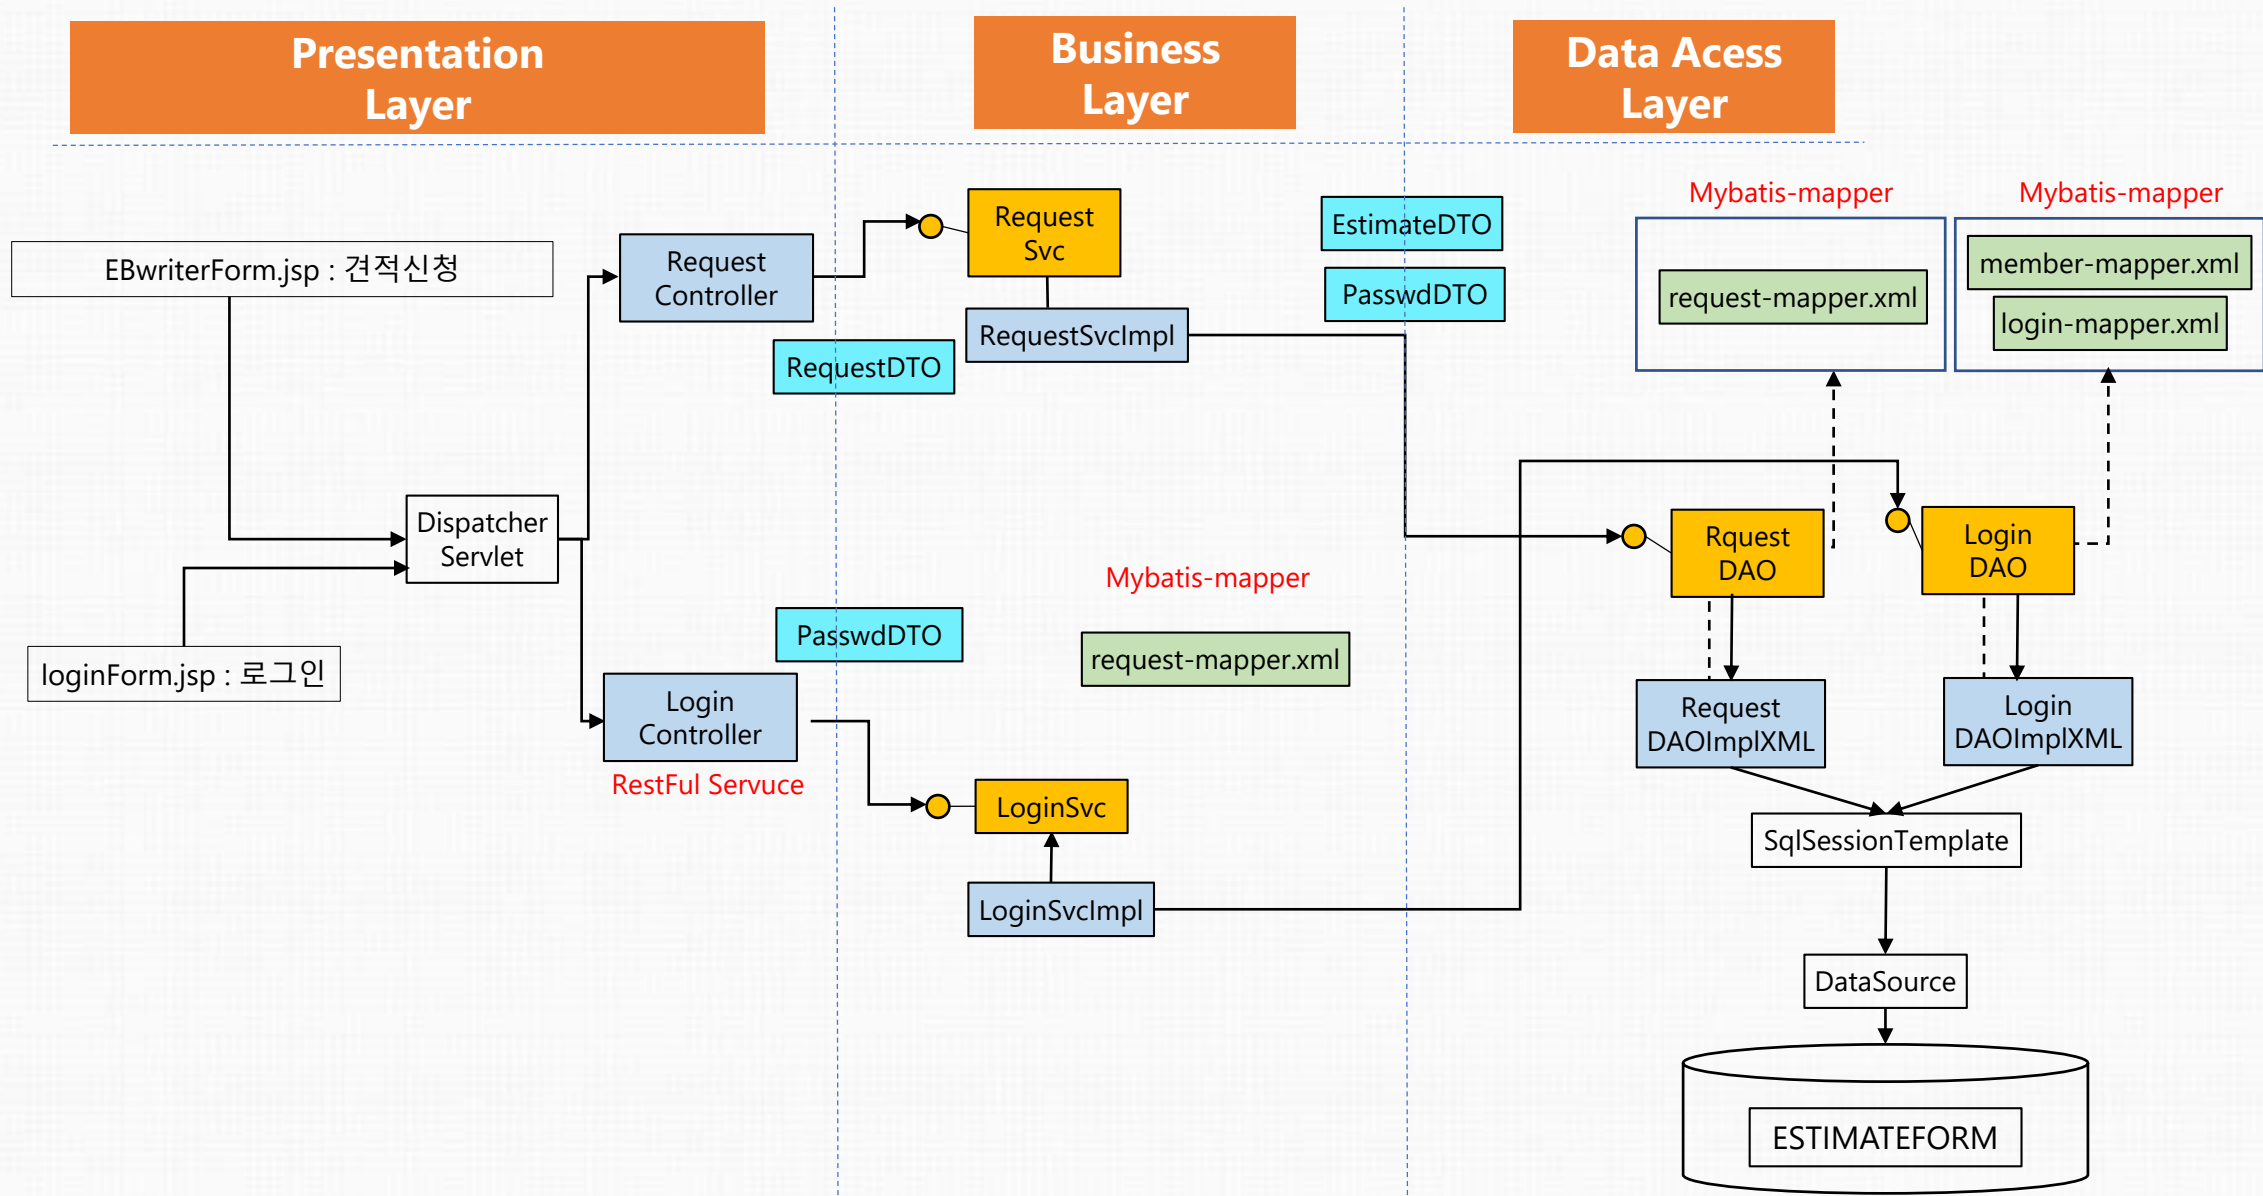 Presentation
Layer
Business
Layer
Data Acess
Layer
EBwriterForm.jsp : 견적신청
loginForm.jsp : 로그인
Dispatcher
Servlet
Request
Controller
RequestDTO
PasswdDTO
Login
Controller
RestFul Servuce
Request
Svc
RequestSvcImpl
Mybatis-mapper
request-mapper.xml
LoginSvc
LoginSvcImpl
EstimateDTO
PasswdDTO
Mybatis-mapper
request-mapper.xml
Mybatis-mapper
member-mapper.xml
login-mapper.xml
Rquest
DAO
Login
DAO
Request
DAOImplXML
Login
DAOImplXML
SqlSessionTemplate
DataSource
ESTIMATEFORM